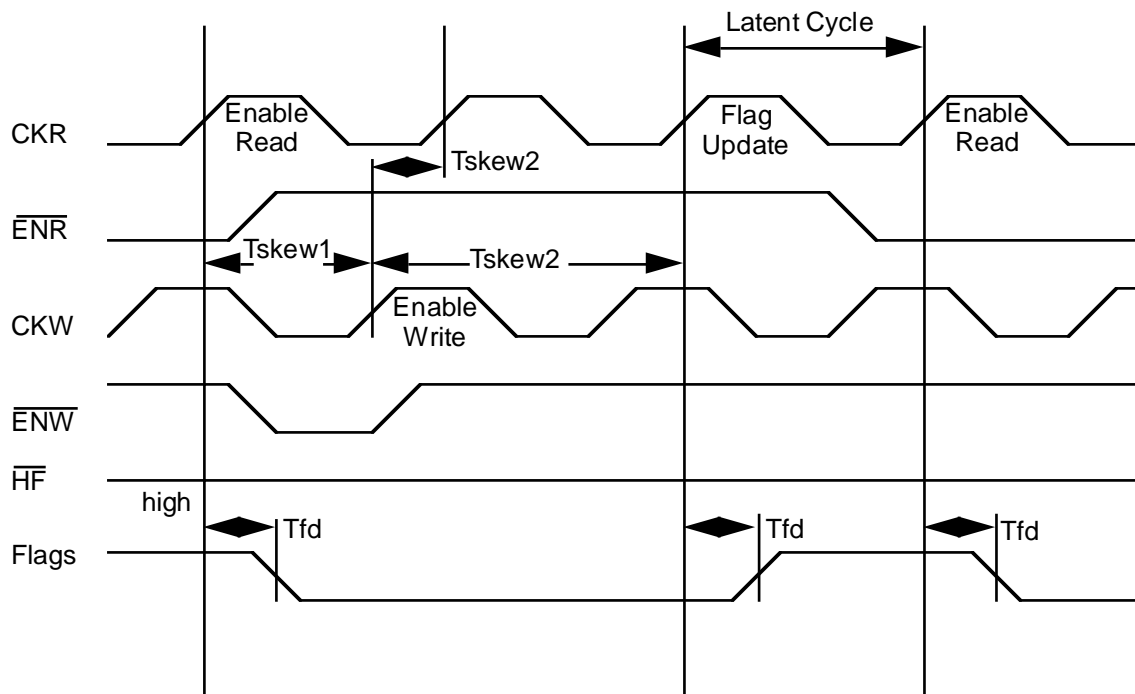 Latent Cycle
CKR
Enable
Read
Flag
Update
Enable
Read
Tskew2
ENR
Tskew1
Tskew2
CKW
Enable
Write
ENW
HF
high
Tfd
Tfd
Tfd
Flags